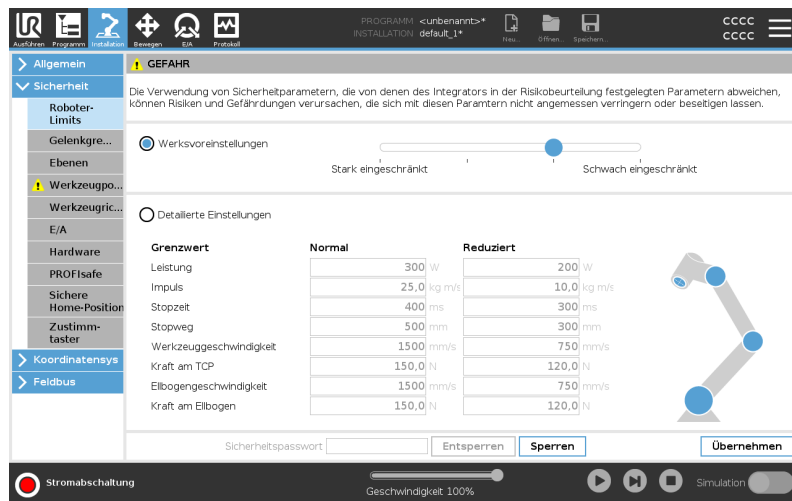 PROGRAMM <unbenannt>*
INSTALLATION default_1*
Ausführen Programm Installation Bewegen E/A Protokoll
Neu... Öffnen... Speichern...
cccc
cccc
Allgemein
Sicherheit
Roboter-
Limits
Gelenkgre...
Ebenen
Werkzeugpo...
Werkzeugric...
E/A
Hardware
PROFIsafe
Sichere
Home-Position
Zustimm-
taster
Koordinatensys
Feldbus
GEFAHR
Die Verwendung von Sicherheitparametern, die von denen des Integrators in der Risikobeurteilung festgelegten Parametern abweichen,
können Risiken und Gefährdungen verursachen, die sich mit diesen Paramtern nicht angemessen verringern oder beseitigen lassen.
Werksvoreinstellungen
Stark eingeschränkt Schwach eingeschränkt
Detailierte Einstellungen
Grenzwert Normal Reduziert
Leistung 300 W 200 W
Impuls 25,0 kg m/s 10,0 kg m/s
Stopzeit 400 ms 300 ms
Stopweg 500 mm 300 mm
Werkzeuggeschwindigkeit 1500 mm/s 750 mm/s
Kraft am TCP 150,0 N 120,0 N
Ellbogengeschwindigkeit 1500 mm/s 750 mm/s
Kraft am Ellbogen 150,0 N 120,0 N
Sicherheitspasswort Entsperren Sperren Übernehmen
Stromabschaltung
Geschwindigkeit 100%
Simulation